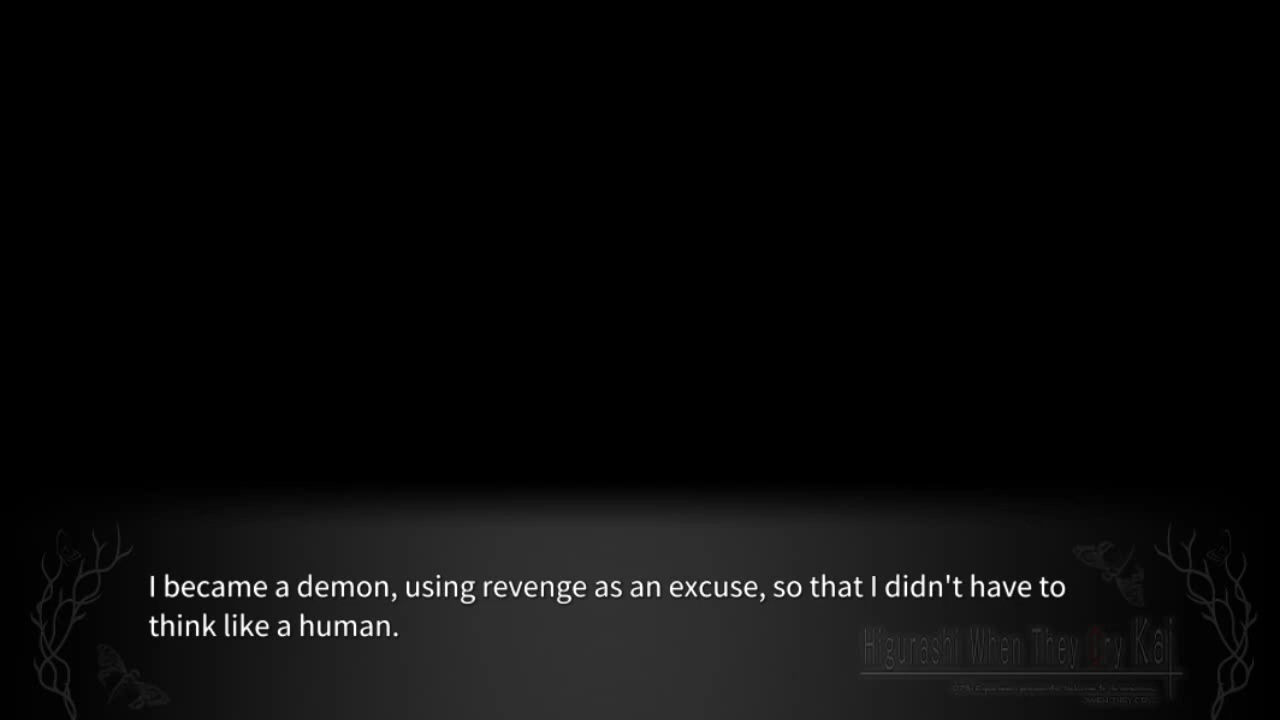 I became a demon, using revenge as an excuse, so that I didn't have to
think like a human.
Higurashi When They Cry Kai